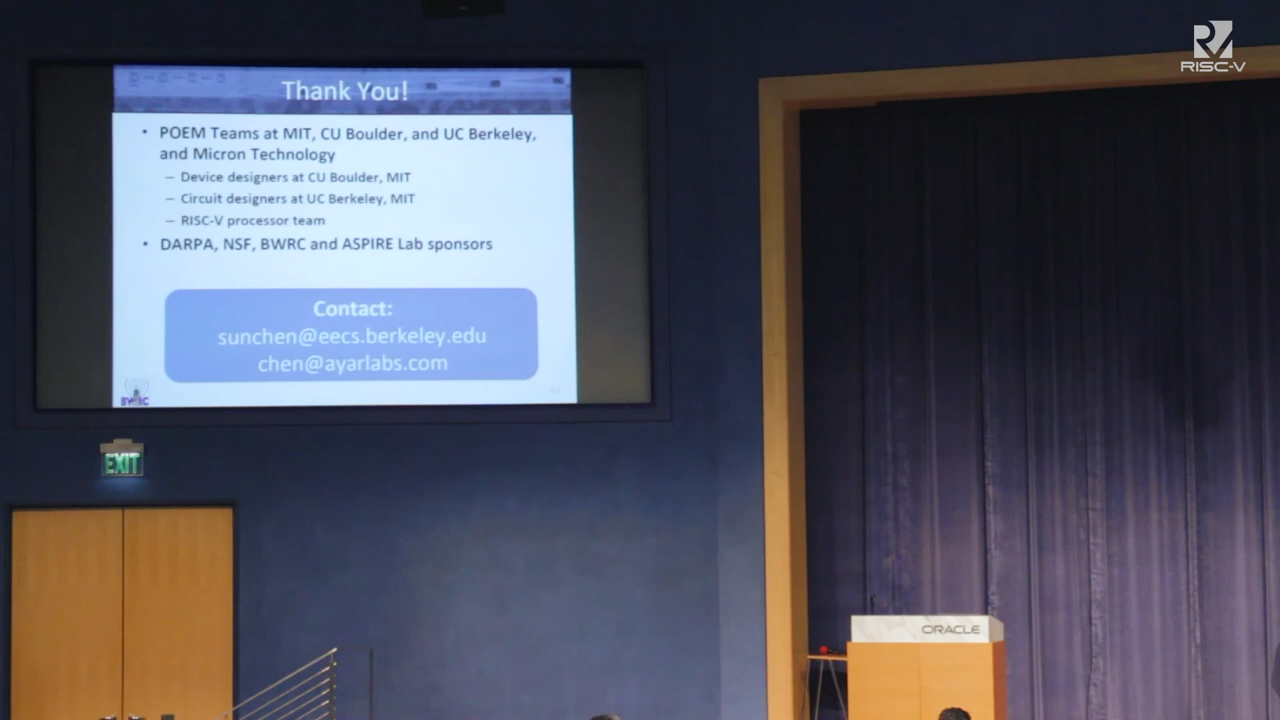 RISC-V
Thank You!
• POEM Teams at MIT, CU Boulder, and UC Berkeley,
and Micron Technology
– Device designers at CU Boulder, MIT
– Circuit designers at UC Berkeley, MIT
– RISC-V processor team
• DARPA, NSF, BWRC and ASPIRE Lab sponsors
Contact:
sunchen@eecs.berkeley.edu
chen@ayarlabs.com
BWRC
EXIT
ORACLE